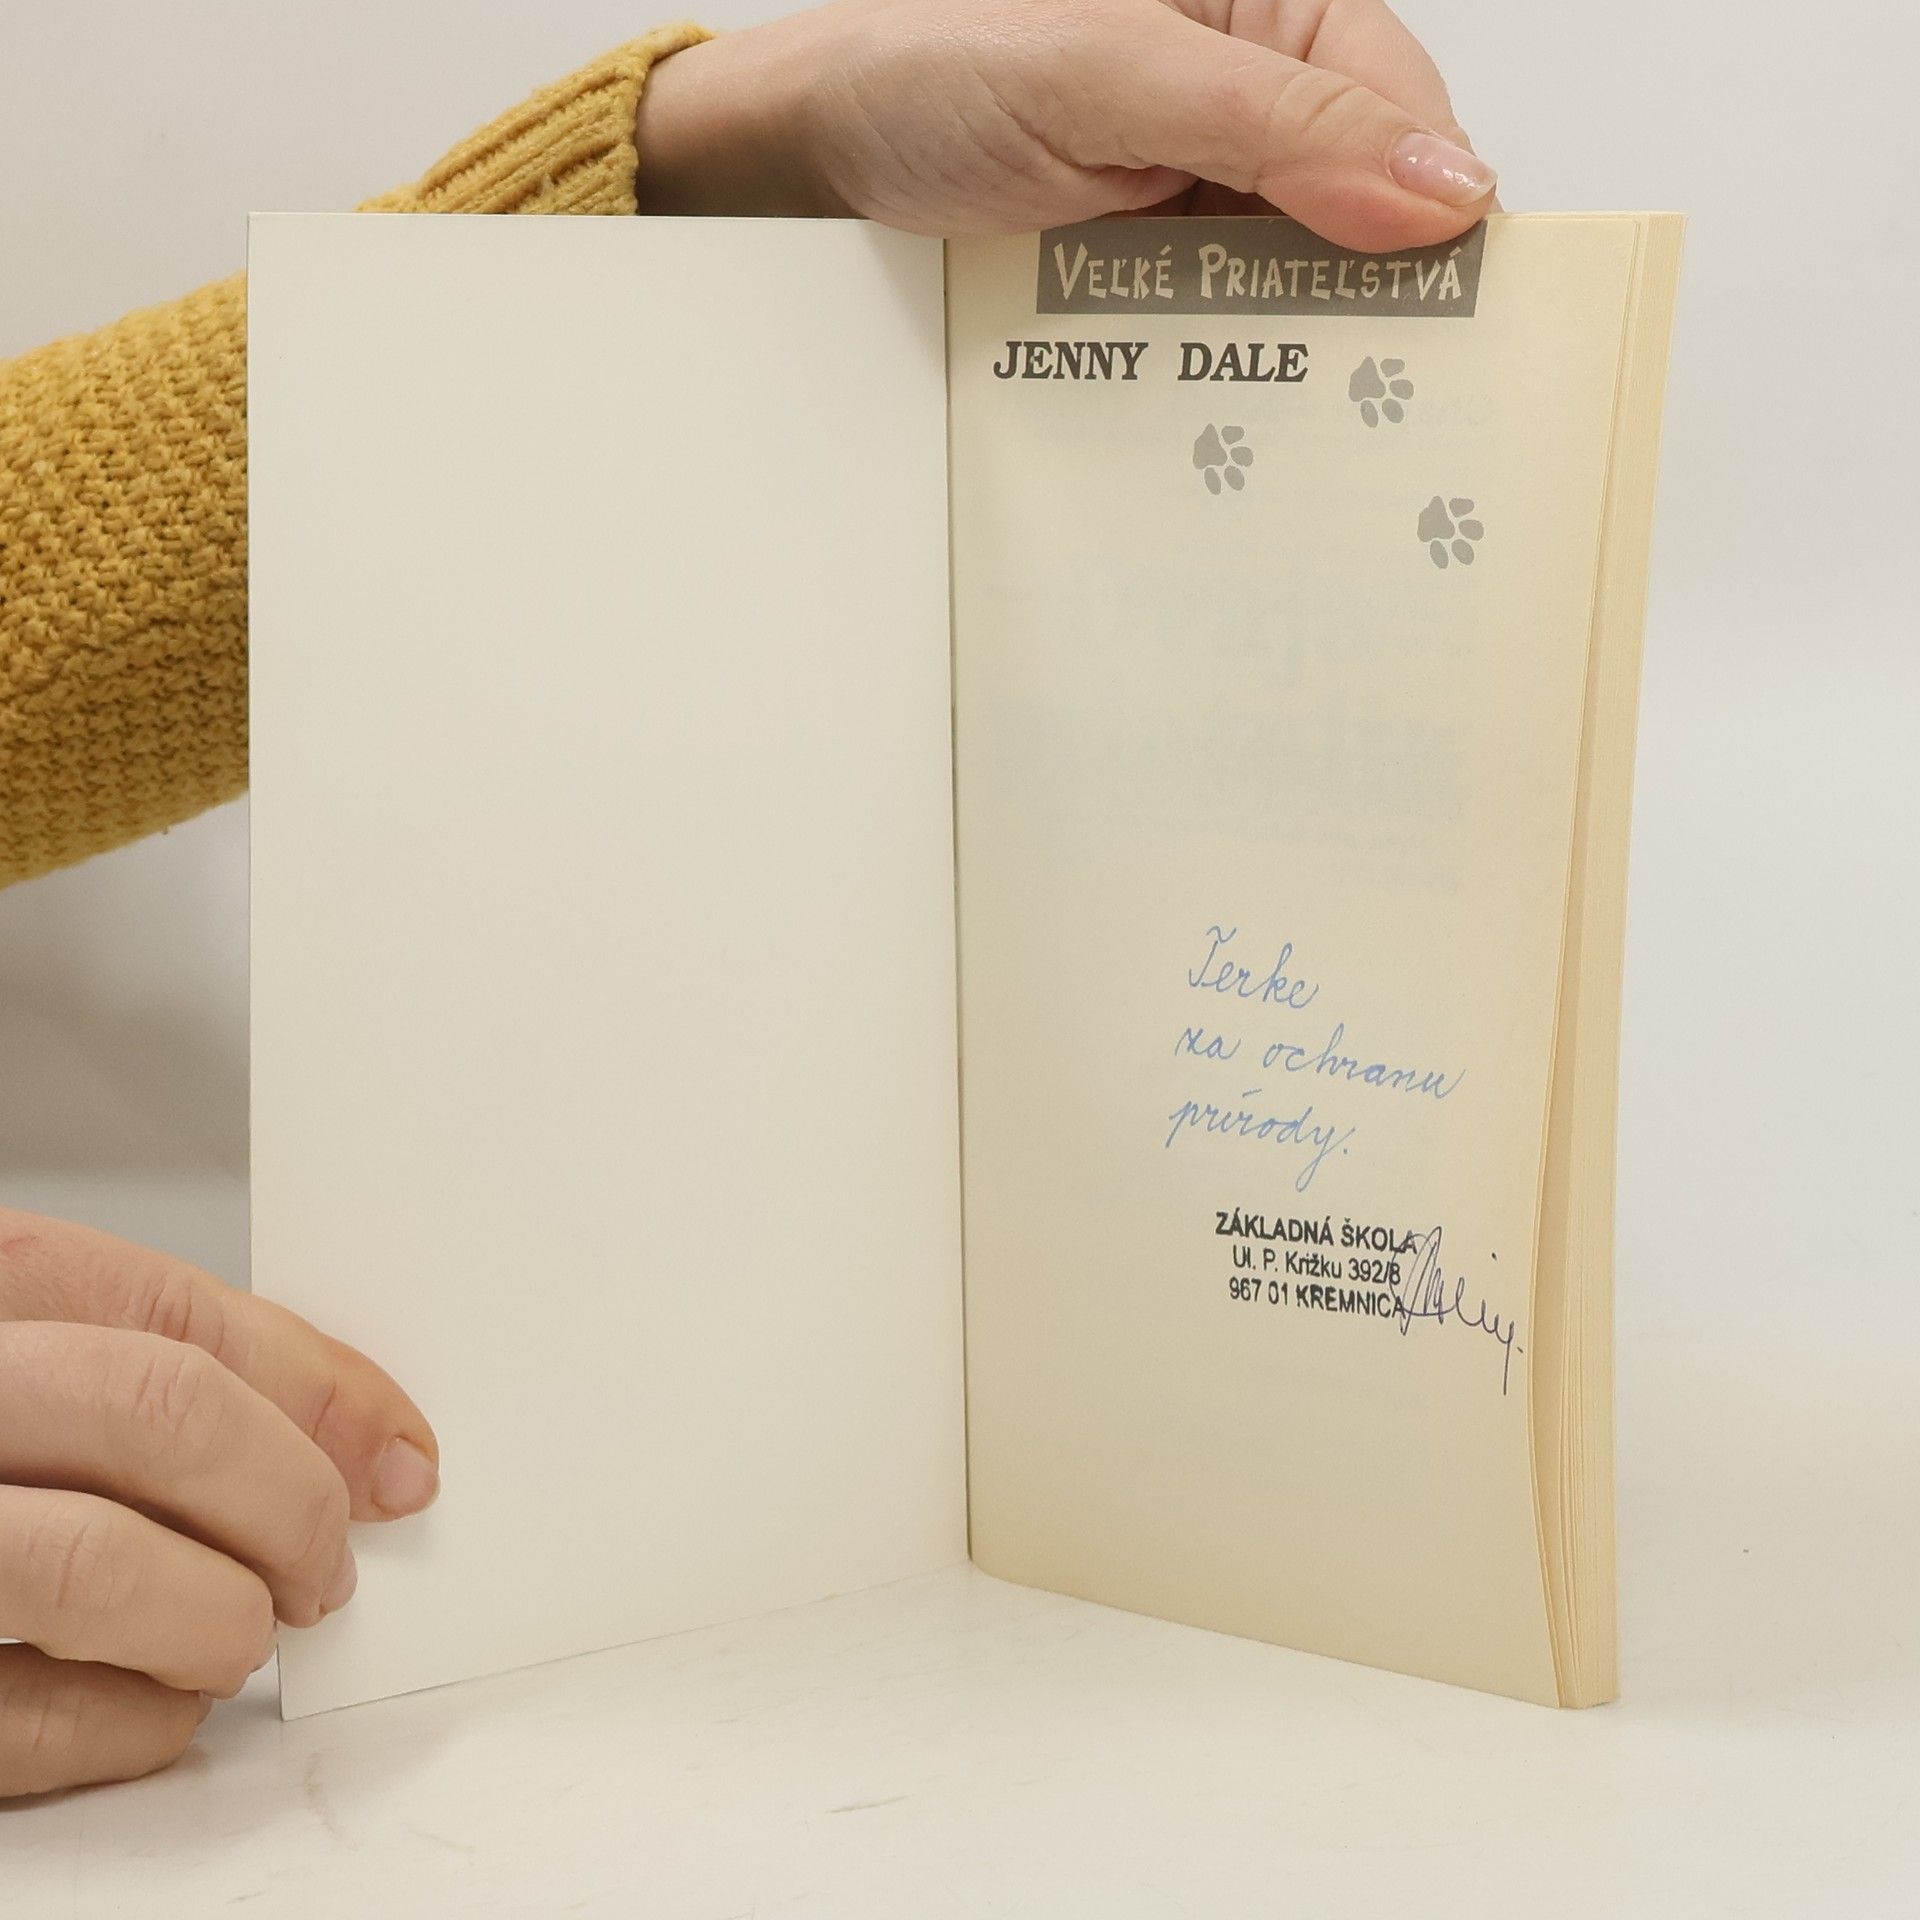 VEĽKÉ PRIATEĽSTVÁ
JENNY DALE
Terke
za ochranu
prírody.
ZÁKLADNÁ ŠKOLA
Ul. P. Križku 392/8
967 01 KREMNICA